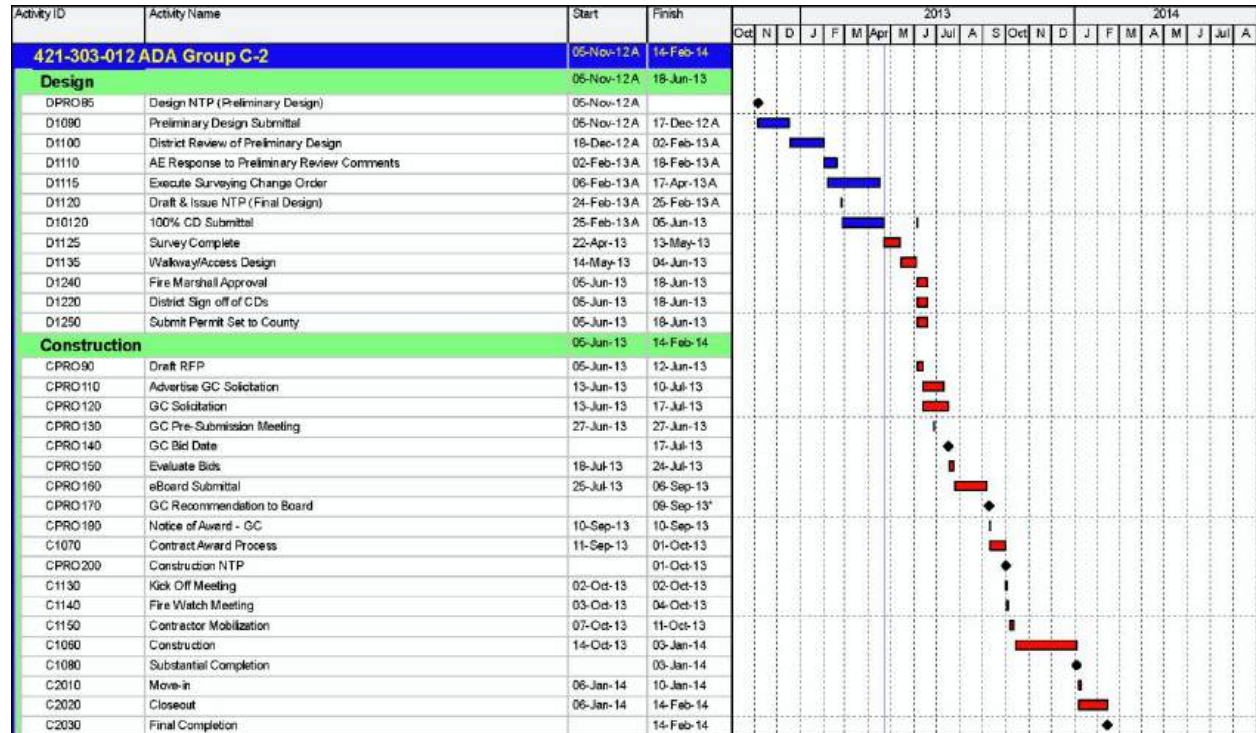 Activity ID Activity Name Start Finish 2013 2014
Oct N D J F M Apr M J Jul A S Oct N D J F M A M J Jul A
421-303-012 ADA Group C-2 05-Nov-12 A 14-Feb-14
Design 05-Nov-12 A 18-Jun-13
DPRO85 Design NTP (Preliminary Design) 05-Nov-12 A
D1090 Preliminary Design Submittal 05-Nov-12 A 17-Dec-12 A
D1100 District Review of Preliminary Design 18-Dec-12 A 02-Feb-13 A
D1110 AE Response to Preliminary Review Comments 02-Feb-13 A 18-Feb-13 A
D1115 Execute Surveying Change Order 06-Feb-13 A 17-Apr-13 A
D1120 Draft & Issue NTP (Final Design) 24-Feb-13 A 25-Feb-13 A
D10120 100% CD Submittal 25-Feb-13 A 05-Jun-13
D1125 Survey Complete 22-Apr-13 13-May-13
D1135 Walkway/Access Design 14-May-13 04-Jun-13
D1240 Fire Marshall Approval 05-Jun-13 18-Jun-13
D1220 District Sign off of CDs 05-Jun-13 18-Jun-13
D1250 Submit Permit Set to County 05-Jun-13 18-Jun-13
Construction 05-Jun-13 14-Feb-14
CPRO90 Draft RFP 05-Jun-13 12-Jun-13
CPRO110 Advertise GC Solicitation 13-Jun-13 10-Jul-13
CPRO120 GC Solicitation 13-Jun-13 17-Jul-13
CPRO130 GC Pre-Submission Meeting 27-Jun-13 27-Jun-13
CPRO140 GC Bid Date 17-Jul-13
CPRO150 Evaluate Bids 18-Jul-13 24-Jul-13
CPRO160 eBoard Submittal 25-Jul-13 06-Sep-13
CPRO170 GC Recommendation to Board 09-Sep-13*
CPRO180 Notice of Award - GC 10-Sep-13 10-Sep-13
C1070 Contract Award Process 11-Sep-13 01-Oct-13
CPRO200 Construction NTP 01-Oct-13
C1130 Kick Off Meeting 02-Oct-13 02-Oct-13
C1140 Fire Watch Meeting 03-Oct-13 04-Oct-13
C1150 Contractor Mobilization 07-Oct-13 11-Oct-13
C1060 Construction 14-Oct-13 03-Jan-14
C1080 Substantial Completion 03-Jan-14
C2010 Move-in 06-Jan-14 10-Jan-14
C2020 Closeout 06-Jan-14 14-Feb-14
C2030 Final Completion 14-Feb-14